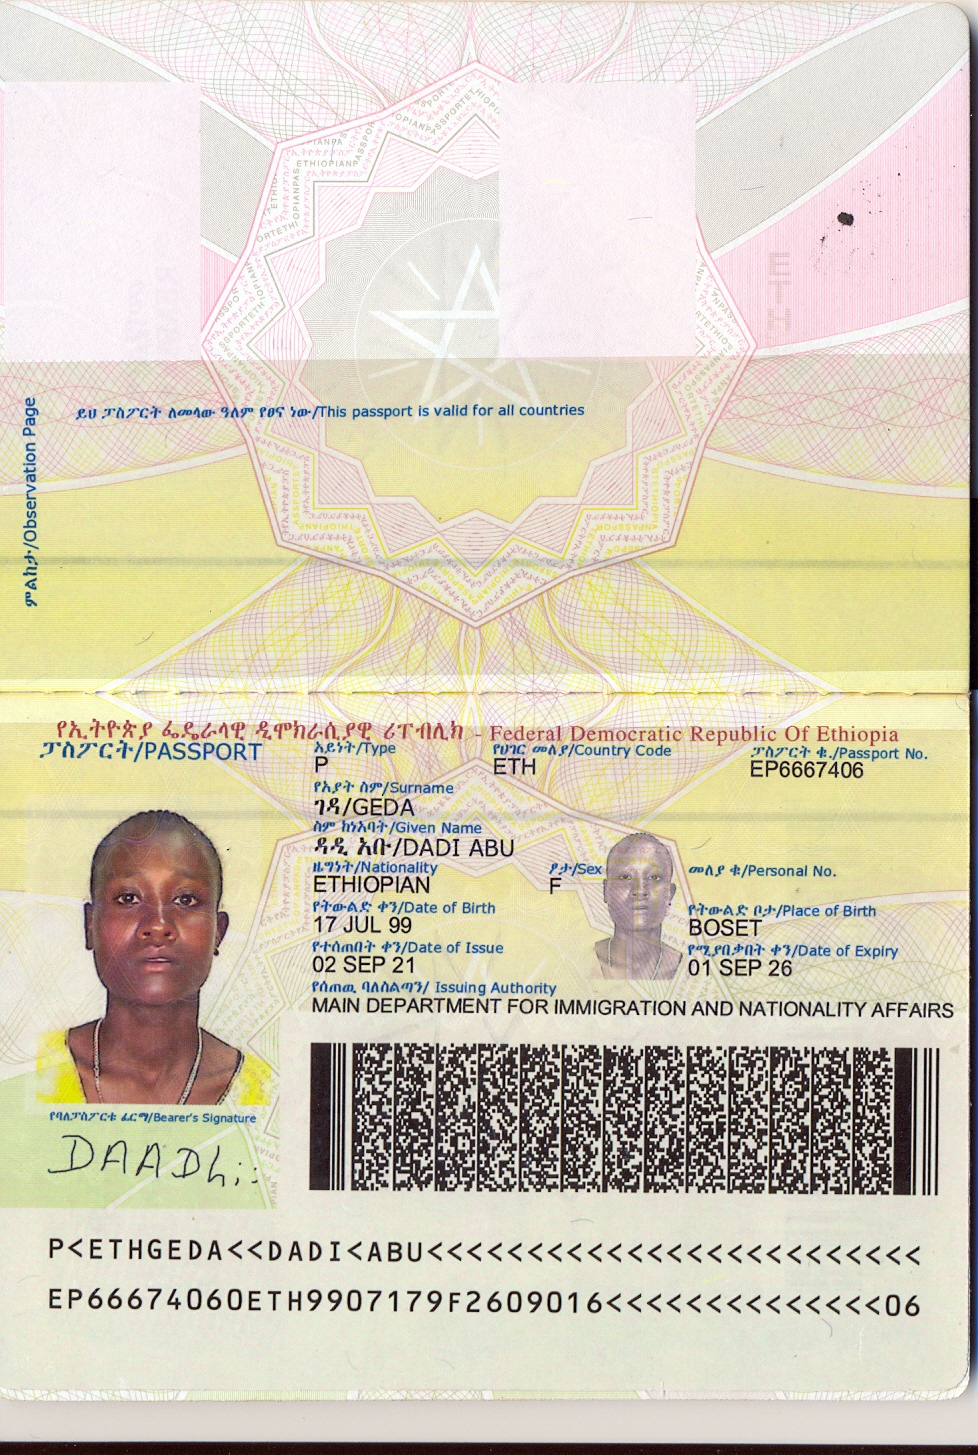 ይህ ፓስፖርት ለመላው ዓለም የፀና ነው/This passport is valid for all countries
ምልከታ/Observation Page
የኢትዮጵያ ፌዴራላዊ ዲሞክራሲያዊ ሪፐብሊክ - Federal Democratic Republic Of Ethiopia
ፓስፖርት/PASSPORT
አይነት/Type
P
የሀገር መለያ/Country Code
ETH
ፓስፖርት ቁ./Passport No.
EP6667406
የአያት ስም/Surname
ገዳ/GEDA
ስም ከነአባት/Given Name
ዳዲ አቡ/DADI ABU
ዜግነት/Nationality
ETHIOPIAN
ፆታ/Sex
F
መለያ ቁ/Personal No.
የትውልድ ቀን/Date of Birth
17 JUL 99
የትውልድ ቦታ/Place of Birth
BOSET
የተሰጠበት ቀን/Date of Issue
02 SEP 21
የሚያበቃበት ቀን/Date of Expiry
01 SEP 26
የሰጠዉ ባለስልጣን/ Issuing Authority
MAIN DEPARTMENT FOR IMMIGRATION AND NATIONALITY AFFAIRS
የባለፓስፖርቱ ፊርማ/Bearer's Signature
P<ETHGEDA<<DADI<ABU<<<<<<<<<<<<<<<<<<<<<<<<<
EP66674060ETH9907179F2609016<<<<<<<<<<<<<<06